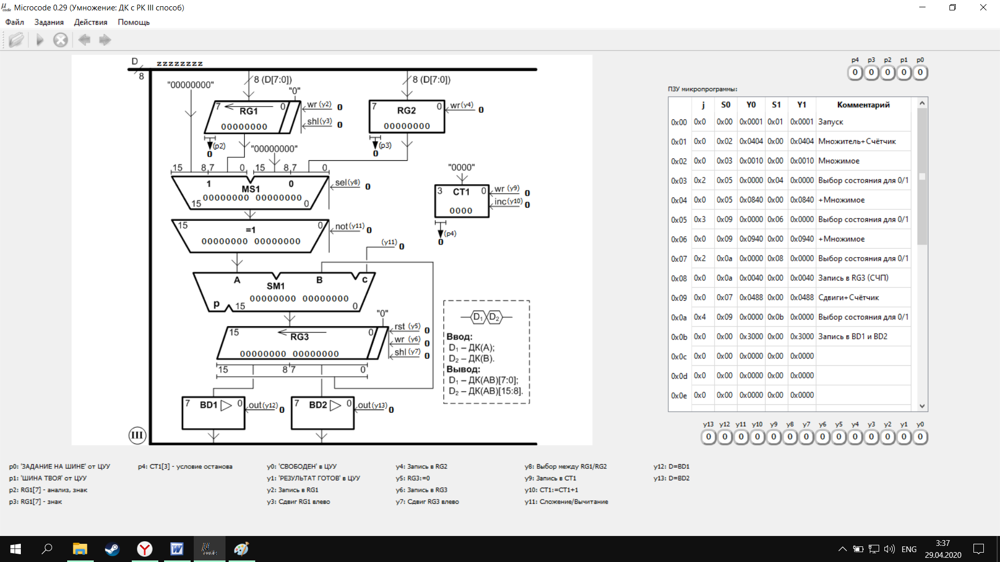 Microcode 0.29 (Умножение: ДК с РК III способ)
Файл Задания Действия Помощь
D zzzzzzzz
8
"00000000" 8 (D[7:0]) 8 (D[7:0])
"0"
7 RG1 0 wr (y2) 0
00000000 shl(y3) 0
7 RG2 0 wr(y4) 0
00000000
(p2) 0
"00000000"
(p3) 0
15 8,7 0 15 8,7 0
1 MS1 0 sel(y8) 0
00000000 00000000
15 0
"0000"
3 CT1 0 wr (y9) 0
inc(y10) 0
0000
(p4)
0
15 =1 0 not(y11) 0
00000000 00000000
(y11) 0
A B c
SM1
00000000 00000000
p 15 0
"0"
15 RG3 0 rst (y5) 0
wr (y6) 0
00000000 00000000 shl (y7) 0
15 8 7 0
7 BD1 0 out(y12) 0
7 BD2 0 out(y13) 0
III
D₁ D₂
Ввод:
D₁ – ДК(A);
D₂ – ДК(B).
Вывод:
D₁ – ДК(AB)[7:0];
D₂ – ДК(AB)[15:8].
p4 p3 p2 p1 p0
0 0 0 0 0
ПЗУ микропрограммы:
j S0 Y0 S1 Y1 Комментарий
0x00 0x0 0x00 0x0001 0x01 0x0001 Запуск
0x01 0x0 0x02 0x0404 0x00 0x0404 Множитель+Счётчик
0x02 0x0 0x03 0x0010 0x00 0x0010 Множимое
0x03 0x2 0x05 0x0000 0x04 0x0000 Выбор состояния для 0/1
0x04 0x0 0x05 0x0840 0x00 0x0840 +Множимое
0x05 0x3 0x09 0x0000 0x06 0x0000 Выбор состояния для 0/1
0x06 0x0 0x09 0x0940 0x00 0x0940 +Множимое
0x07 0x2 0x0a 0x0000 0x08 0x0000 Выбор состояния для 0/1
0x08 0x0 0x0a 0x0040 0x00 0x0040 Запись в RG3 (СЧП)
0x09 0x0 0x07 0x0488 0x00 0x0488 Сдвиги+Счётчик
0x0a 0x4 0x09 0x0000 0x0b 0x0000 Выбор состояния для 0/1
0x0b 0x0 0x00 0x3000 0x00 0x3000 Запись в BD1 и BD2
0x0c 0x0 0x00 0x0000 0x00 0x0000
0x0d 0x0 0x00 0x0000 0x00 0x0000
0x0e 0x0 0x00 0x0000 0x00 0x0000
y13 y12 y11 y10 y9 y8 y7 y6 y5 y4 y3 y2 y1 y0
0 0 0 0 0 0 0 0 0 0 0 0 0 0
p0: 'ЗАДАНИЕ НА ШИНЕ' от ЦУУ
p1: 'ШИНА ТВОЯ' от ЦУУ
p2: RG1[7] - анализ, знак
p3: RG1[7] - знак
p4: CT1[3] - условие останова
y0: 'СВОБОДЕН' в ЦУУ
y1: 'РЕЗУЛЬТАТ ГОТОВ' в ЦУУ
y2: Запись в RG1
y3: Сдвиг RG1 влево
y4: Запись в RG2
y5: RG3:=0
y6: Запись в RG3
y7: Сдвиг RG3 влево
y8: Выбор между RG1/RG2
y9: Запись в CT1
y10: CT1:=CT1+1
y11: Сложение/Вычитание
y12: D=BD1
y13: D=BD2
ENG 3:37
29.04.2020